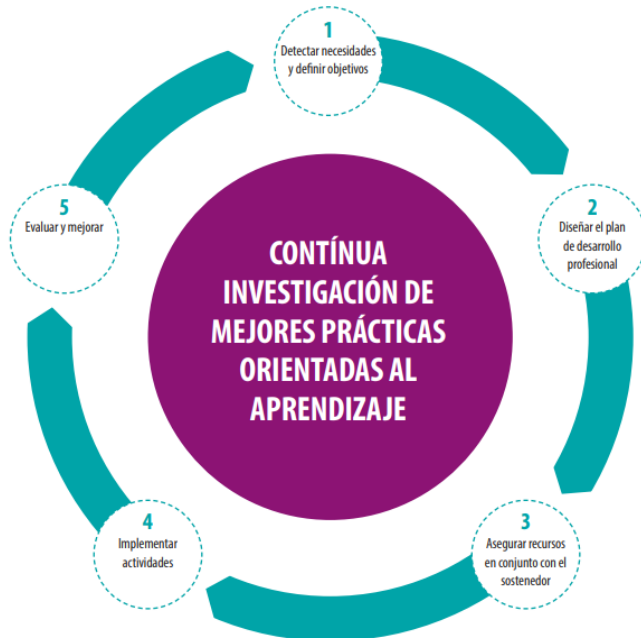 1
Detectar necesidades
y definir objetivos
2
Diseñar el plan
de desarrollo
profesional
3
Asegurar recursos
en conjunto con el
sostenedor
4
Implementar
actividades
5
Evaluar y mejorar
CONTÍNUA
INVESTIGACIÓN DE
MEJORES PRÁCTICAS
ORIENTADAS AL
APRENDIZAJE